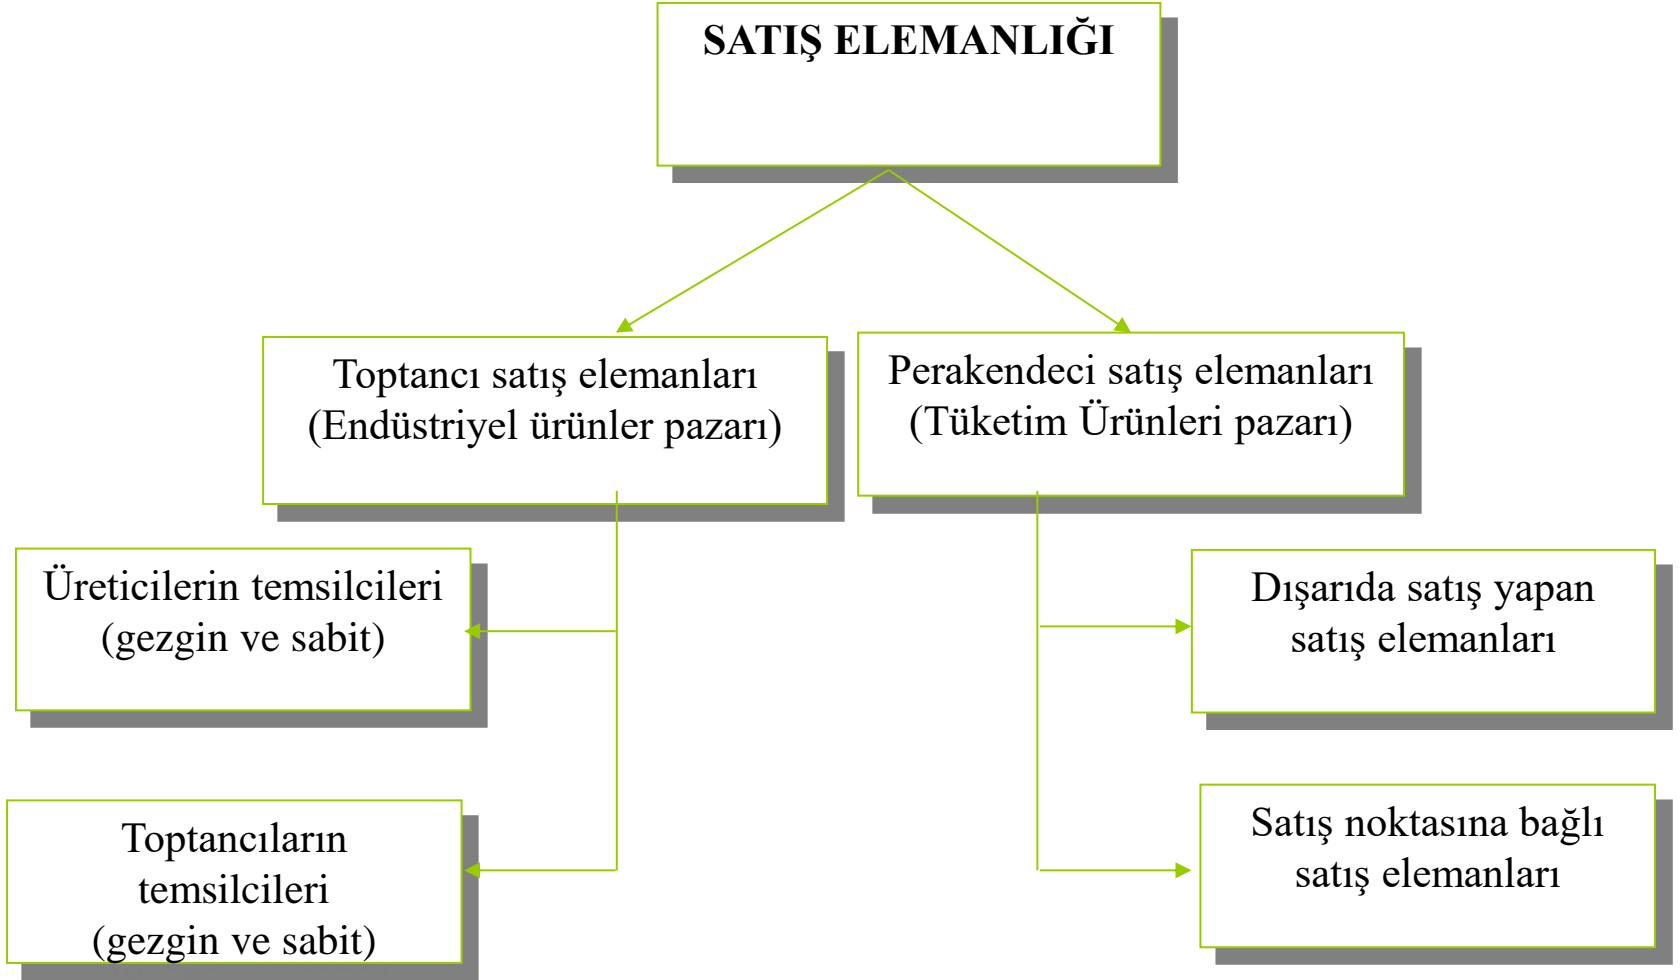 SATIŞ ELEMANLIĞI
Toptancı satış elemanları
(Endüstriyel ürünler pazarı)
Perakendeci satış elemanları
(Tüketim Ürünleri pazarı)
Üreticilerin temsilcileri
(gezgin ve sabit)
Dışarıda satış yapan
satış elemanları
Toptancıların
temsilcileri
(gezgin ve sabit)
Satış noktasına bağlı
satış elemanları